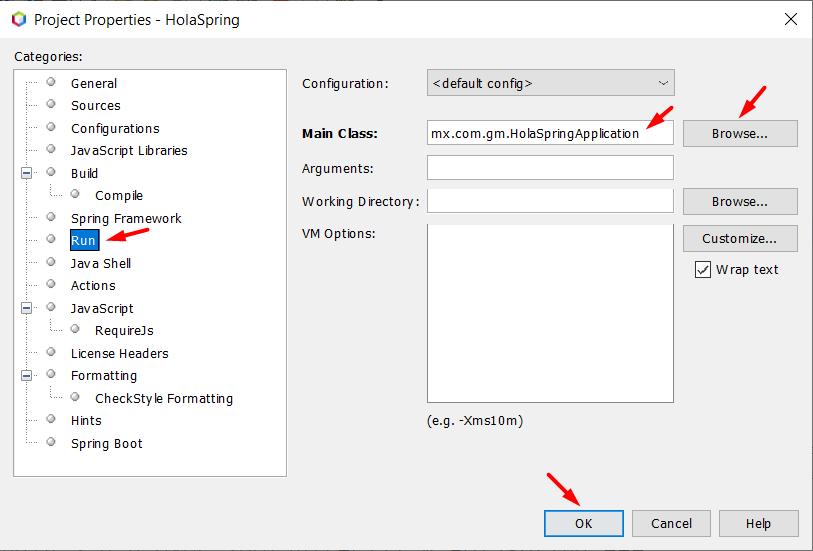 Project Properties - HolaSpring
Categories:
General
Sources
Configurations
JavaScript Libraries
Build
Compile
Spring Framework
Run
Java Shell
Actions
JavaScript
RequireJs
License Headers
Formatting
CheckStyle Formatting
Hints
Spring Boot
Configuration: <default config>
Main Class: mx.com.gm.HolaSpringApplication Browse...
Arguments:
Working Directory: Browse...
VM Options: Customize...
Wrap text
(e.g. -Xms10m)
OK Cancel Help